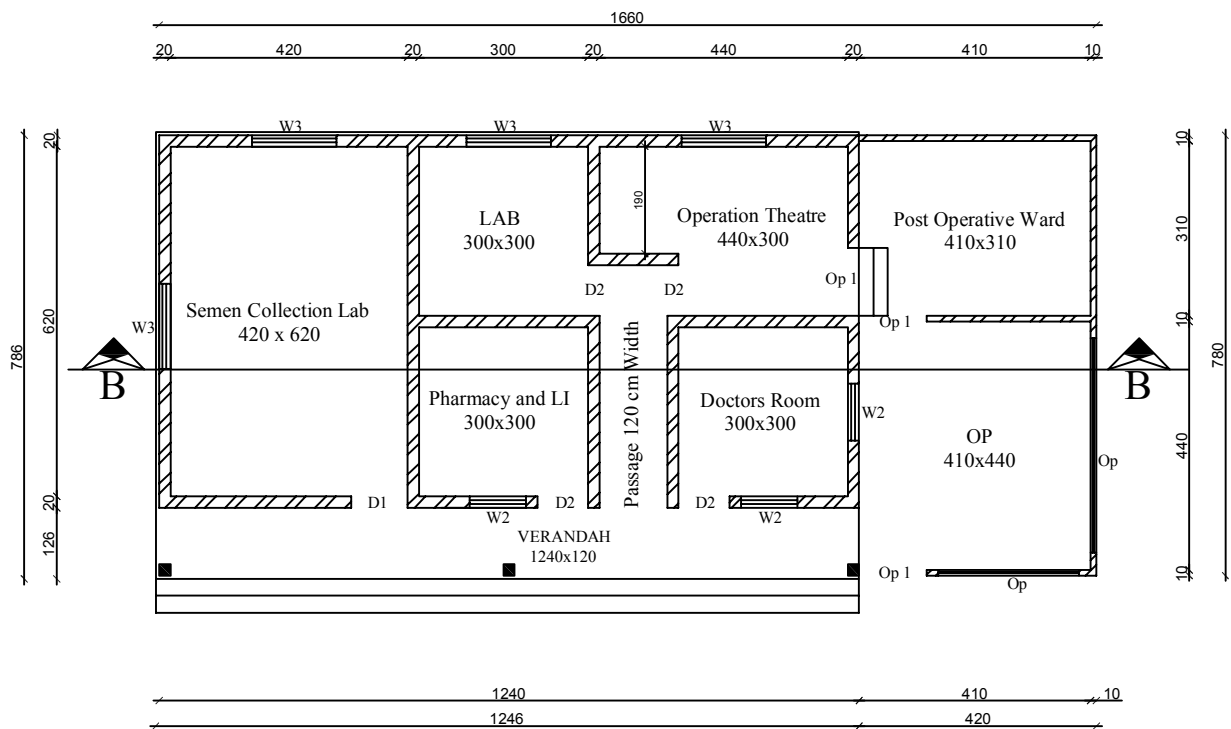 1660
20 420 20 300 20 440 20 410 10
W3 W3 W3
20
10
190
LAB
300x300
Operation Theatre
440x300
Post Operative Ward
410x310
310
Op 1
D2 D2
Semen Collection Lab
420 x 620
W3
620
786
Op 1
10
780
B
B
Passage 120 cm Width
Pharmacy and LI
300x300
Doctors Room
300x300
W2
OP
410x440
440
Op
20
D1 D2 D2
W2 W2
126
VERANDAH
1240x120
Op 1
Op
10
1240 410 10
1246 420